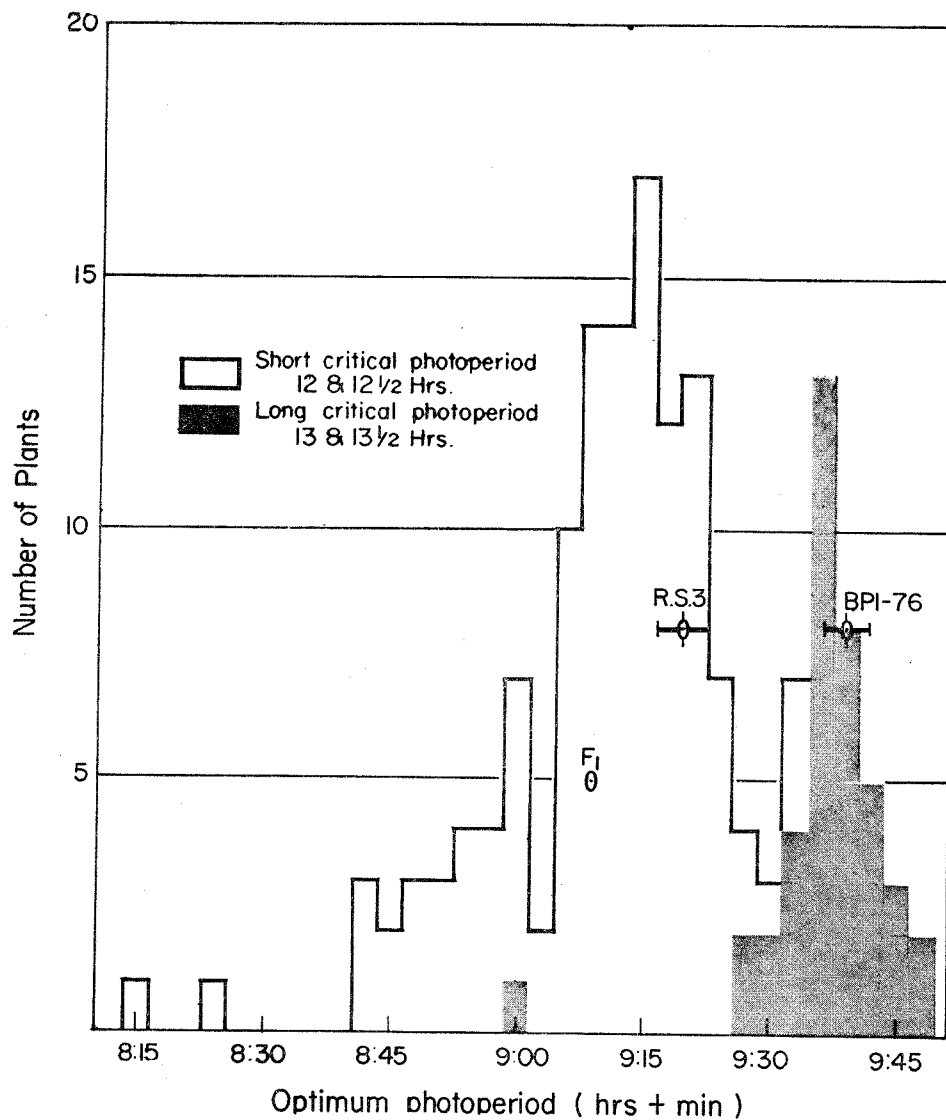 20
15
10
5
Number of Plants
Short critical photoperiod
12 & 12 1/2 Hrs.
Long critical photoperiod
13 & 13 1/2 Hrs.
R.S.3
BPI-76
F1
8:15
8:30
8:45
9:00
9:15
9:30
9:45
Optimum photoperiod ( hrs + min )